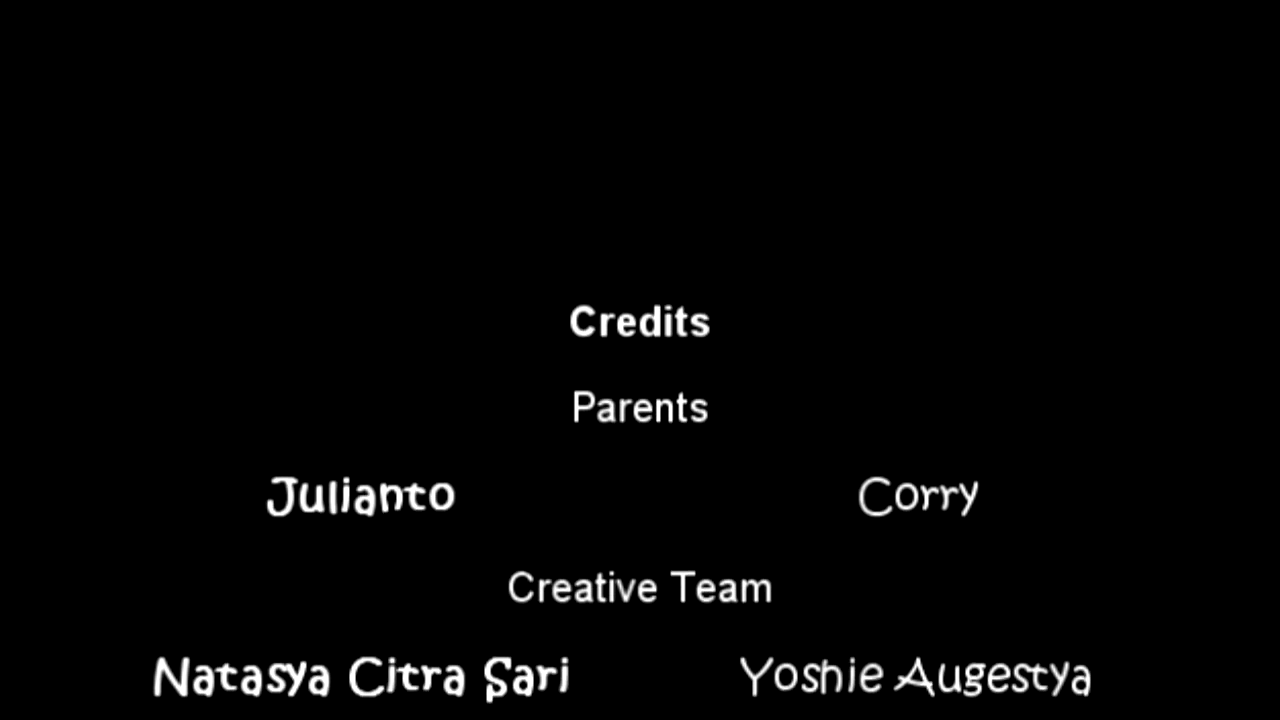 Credits
Parents
Julianto Corry
Creative Team
Natasya Citra Sari Yoshie Augestya